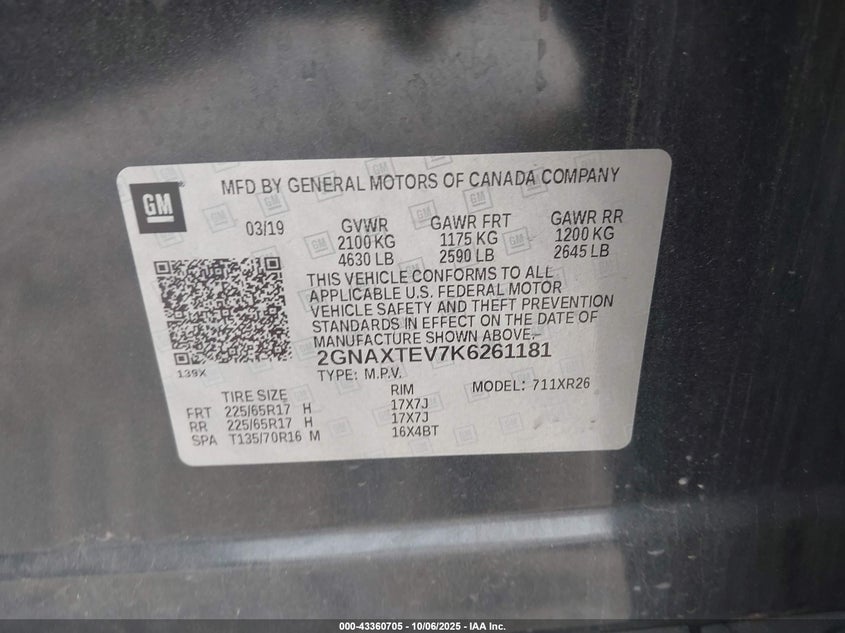 GM
MFD BY GENERAL MOTORS OF CANADA COMPANY
03/19 GVWR GAWR FRT GAWR RR
2100 KG 1175 KG 1200 KG
4630 LB 2590 LB 2645 LB
THIS VEHICLE CONFORMS TO ALL
APPLICABLE U.S. FEDERAL MOTOR
VEHICLE SAFETY AND THEFT PREVENTION
STANDARDS IN EFFECT ON THE DATE OF
MANUFACTURE SHOWN ABOVE.
2GNAXTEV7K6261181
139X
TYPE: M.P.V. MODEL: 711XR26
TIRE SIZE RIM
FRT 225/65R17 H 17X7J
RR 225/65R17 H 17X7J
SPA T135/70R16 M 16X4BT
000-43360705 - 10/06/2025 - IAA Inc.